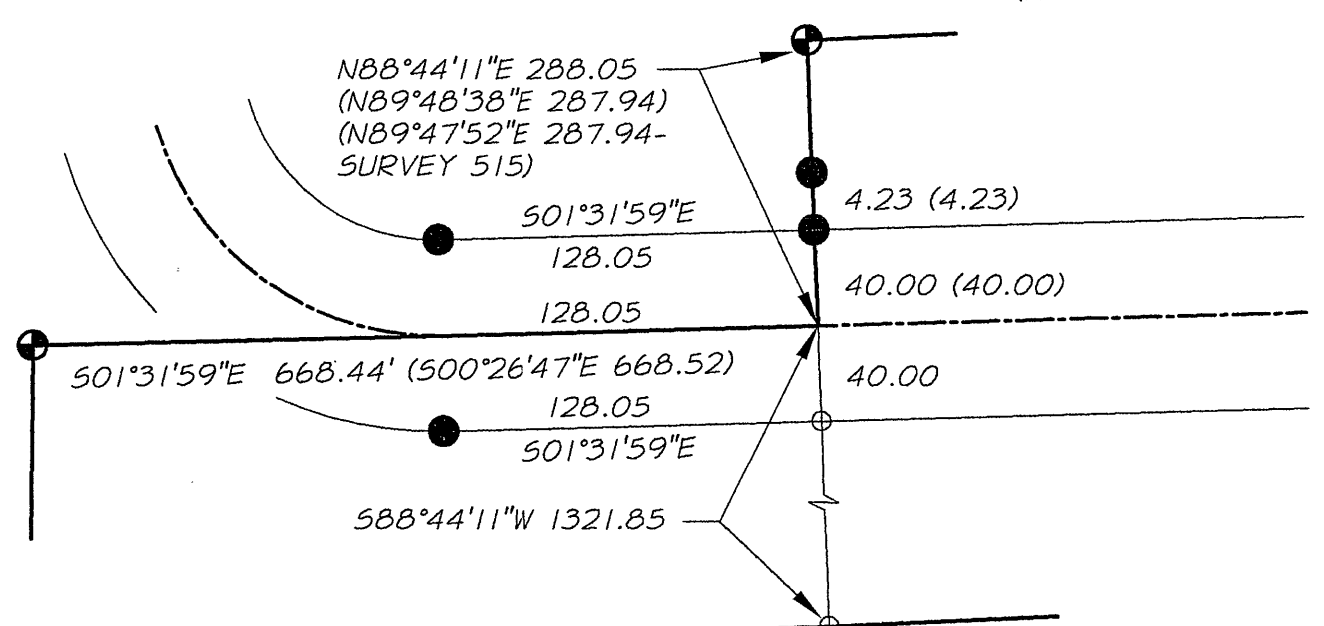 N88°44'11"E 288.05
(N89°48'38"E 287.94)
(N89°47'52"E 287.94-
SURVEY 515)
S01°31'59"E
128.05
4.23 (4.23)
40.00 (40.00)
128.05
S01°31'59"E 668.44' (S00°26'47"E 668.52)
40.00
128.05
S01°31'59"E
S88°44'11"W 1321.85